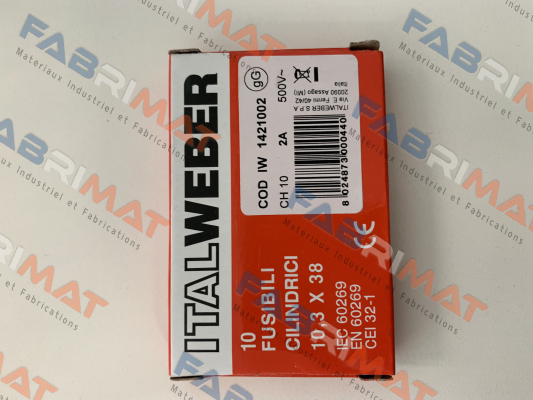 ITALWEBER
COD IW 1421002
gG
CH 10 2A 500V~
ITALWEBER S.P.A
Via E. Fermi 40/42
20090 Assago (MI)
Italia
8 024873 000440
10
FUSIBILI
CILINDRICI
10,3 X 38
IEC 60269
EN 60269
CEI 32-1
CE
FABRIMAT
Matériaux Industriel et Fabrications